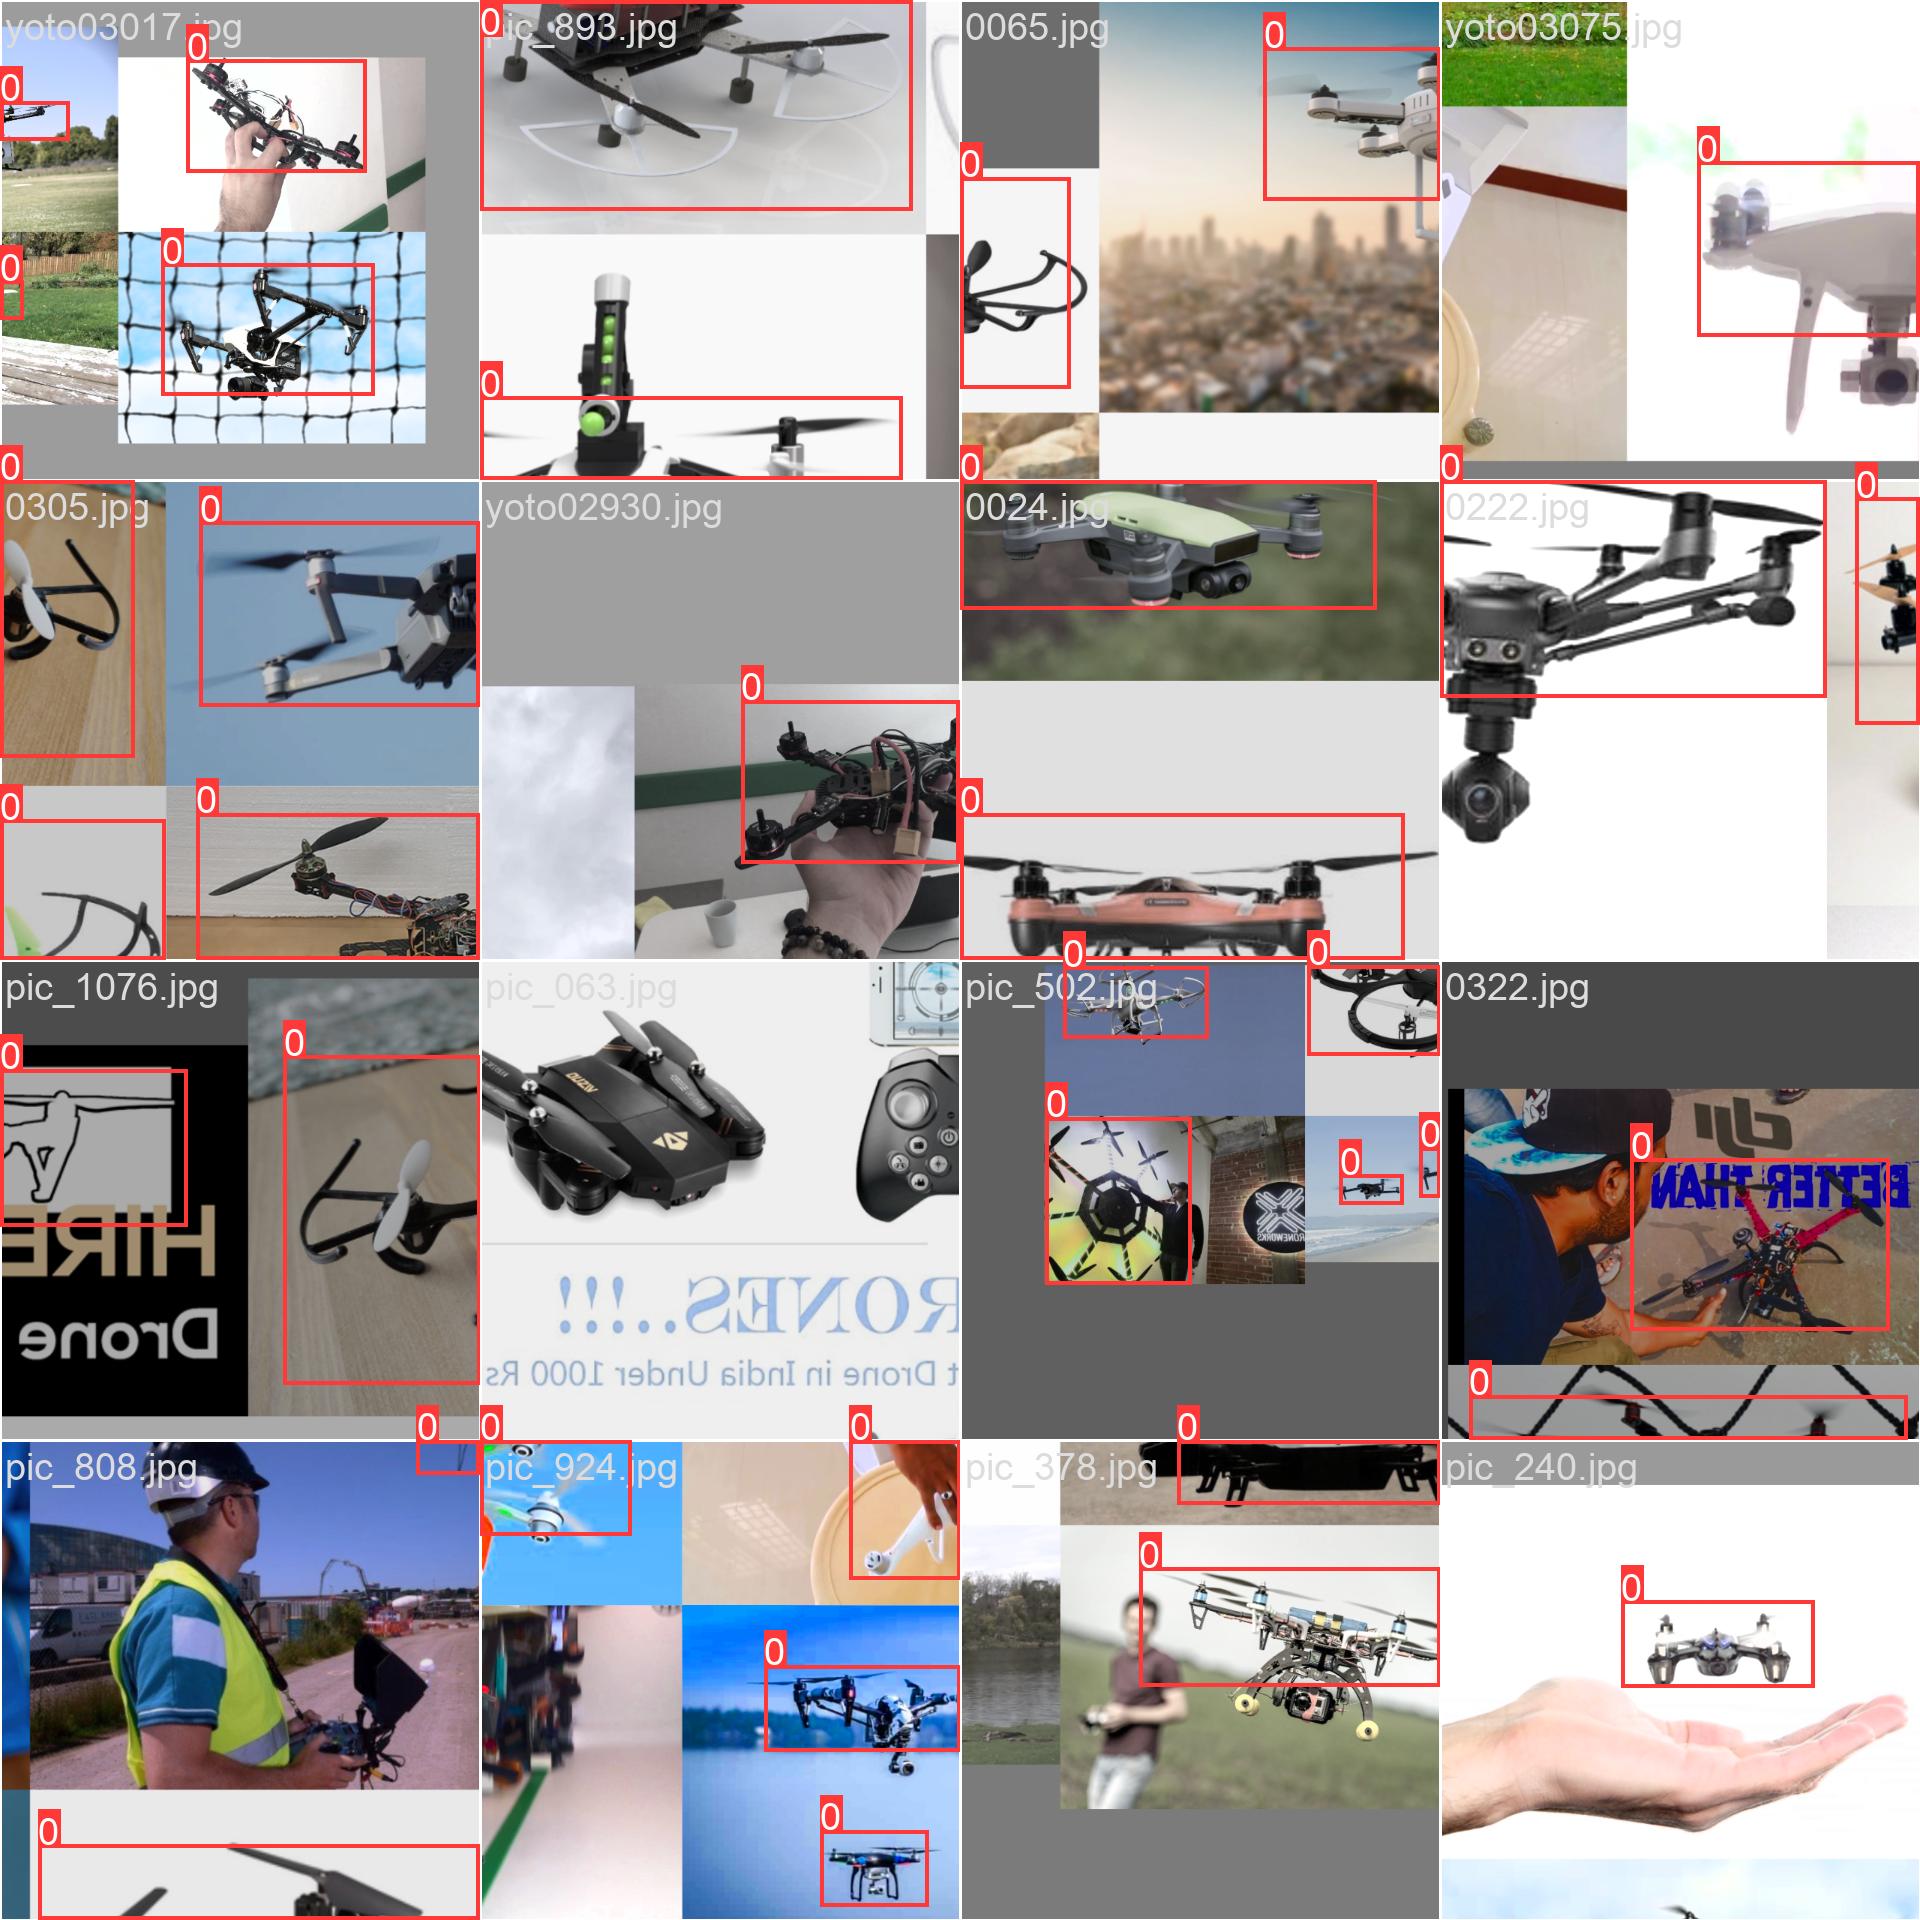 yoto03017.jpg
0
0
0
0
pic_893.jpg
0
0
0065.jpg
0
0
0
yoto03075.jpg
0
0305.jpg
0
0
0
0
yoto02930.jpg
0
0024.jpg
0
0
0222.jpg
0
0
pic_1076.jpg
0
0
HIRE
Drone
pic_063.jpg
RONES...!!!
t Drone in India Under 1000 Rs
pic_502.jpg
0
0
0
0
0
RONEWORKS
0322.jpg
dji
0
BETTER THAN
0
pic_808.jpg
0
0
pic_924.jpg
0
0
0
0
pic_378.jpg
0
0
pic_240.jpg
0